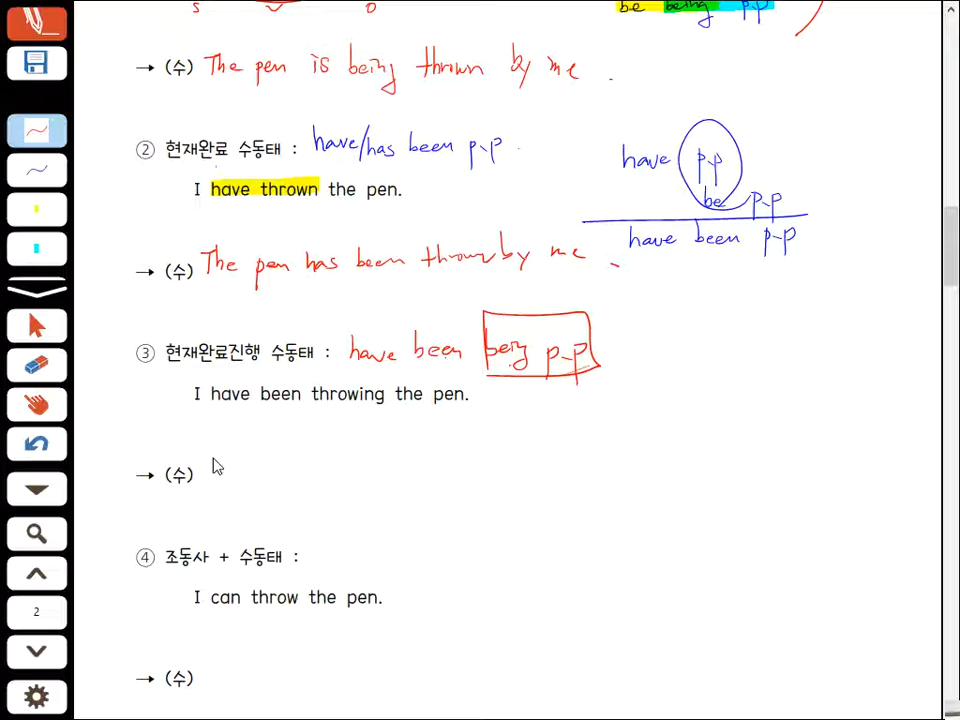 S V O
be being p.p
→ (수) The pen is being thrown by me .
② 현재완료 수동태 : have/has been p.p .
I have thrown the pen.
have p.p
be p.p
have been p.p
→ (수) The pen has been thrown by me .
③ 현재완료진행 수동태 : have been being p.p
I have been throwing the pen.
→ (수)
④ 조동사 + 수동태 :
I can throw the pen.
2
→ (수)